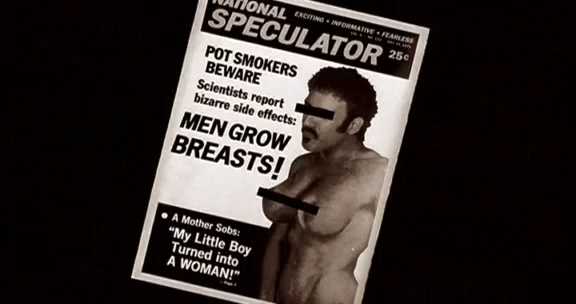 NATIONAL
SPECULATOR
EXCITING • INFORMATIVE • FEARLESS
25¢
POT SMOKERS
BEWARE
Scientists report
bizarre side effects:
MEN GROW
BREASTS!
• A Mother Sobs:
"My Little Boy
Turned into
A WOMAN!"